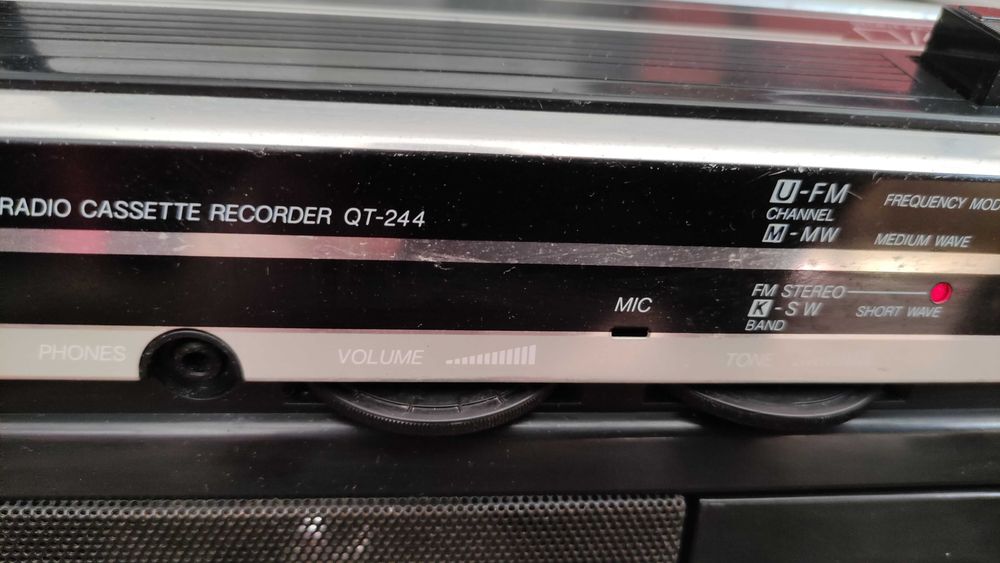 RADIO CASSETTE RECORDER QT-244
U-FM
CHANNEL
M-MW
FREQUENCY MOD
MEDIUM WAVE
FM STEREO
K-SW
BAND
SHORT WAVE
MIC
PHONES
VOLUME
TONE